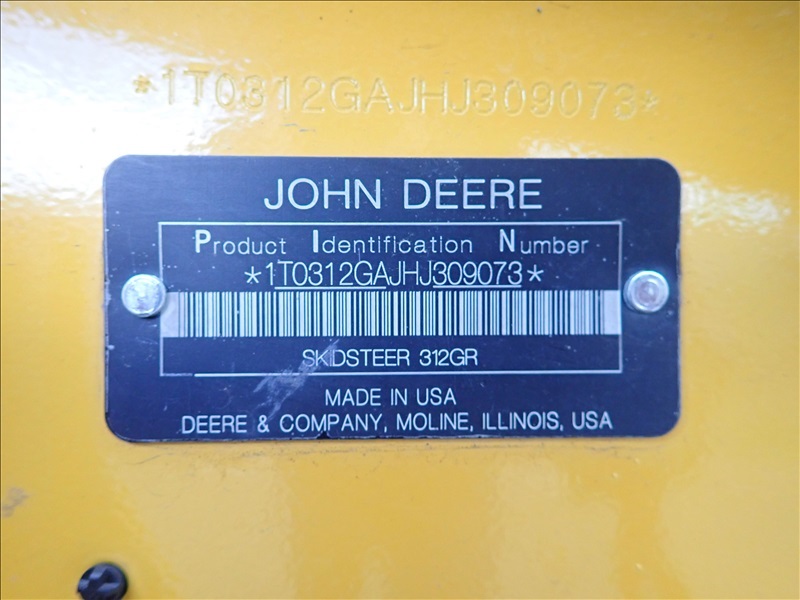 *1T0312GAJHJ309073*
JOHN DEERE
Product Identification Number
*1T0312GAJHJ309073*
SKIDSTEER 312GR
MADE IN USA
DEERE & COMPANY, MOLINE, ILLINOIS, USA